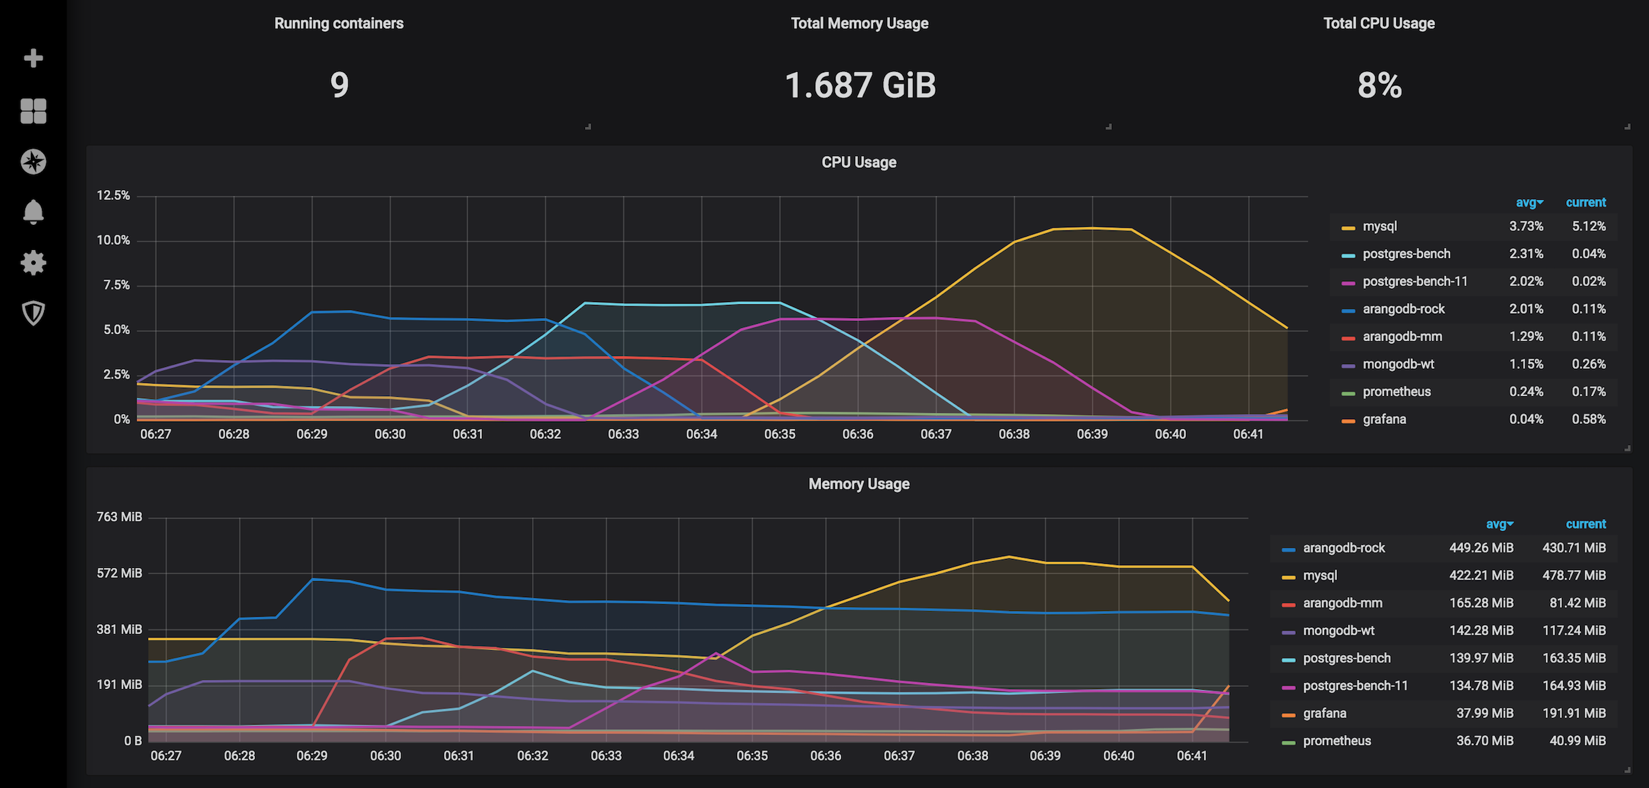 Running containers
Total Memory Usage
Total CPU Usage
9
1.687 GiB
8%
CPU Usage
12.5%
10.0%
7.5%
5.0%
2.5%
0%
06:27 06:28 06:29 06:30 06:31 06:32 06:33 06:34 06:35 06:36 06:37 06:38 06:39 06:40 06:41
avg current
mysql 3.73% 5.12%
postgres-bench 2.31% 0.04%
postgres-bench-11 2.02% 0.02%
arangodb-rock 2.01% 0.11%
arangodb-mm 1.29% 0.11%
mongodb-wt 1.15% 0.26%
prometheus 0.24% 0.17%
grafana 0.04% 0.58%
Memory Usage
763 MiB
572 MiB
381 MiB
191 MiB
0 B
06:27 06:28 06:29 06:30 06:31 06:32 06:33 06:34 06:35 06:36 06:37 06:38 06:39 06:40 06:41
avg current
arangodb-rock 449.26 MiB 430.71 MiB
mysql 422.21 MiB 478.77 MiB
arangodb-mm 165.28 MiB 81.42 MiB
mongodb-wt 142.28 MiB 117.24 MiB
postgres-bench 139.97 MiB 163.35 MiB
postgres-bench-11 134.78 MiB 164.93 MiB
grafana 37.99 MiB 191.91 MiB
prometheus 36.70 MiB 40.99 MiB